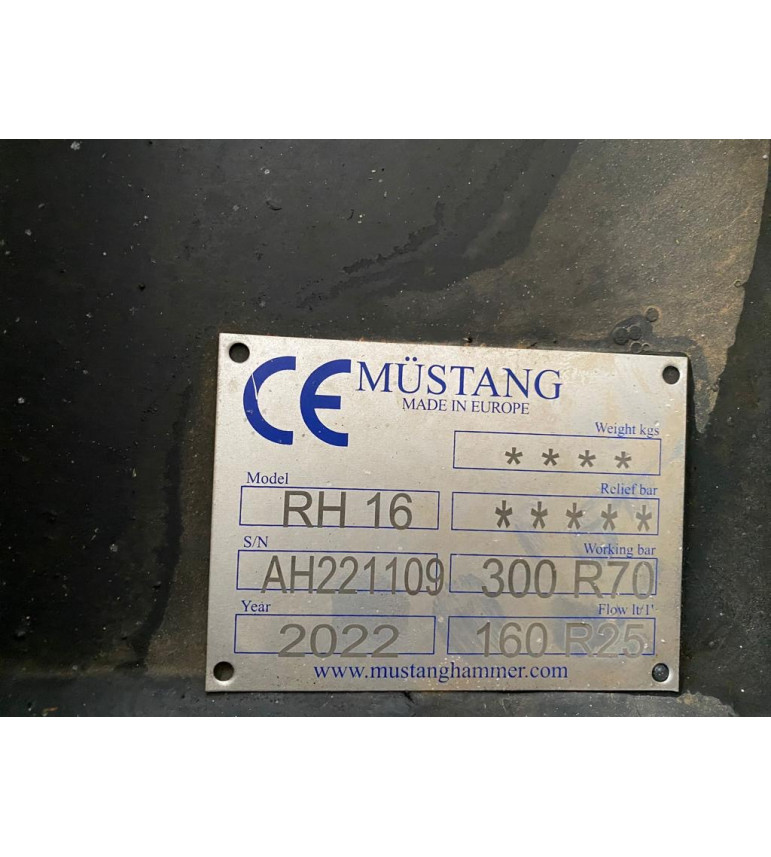 CE MÜSTANG
MADE IN EUROPE
Weight kgs
* * * *
Model
RH 16
Relief bar
* * * * *
S/N
AH221109
Working bar
300 R70
Year
2022
Flow lt/1'
160 R25
www.mustanghammer.com